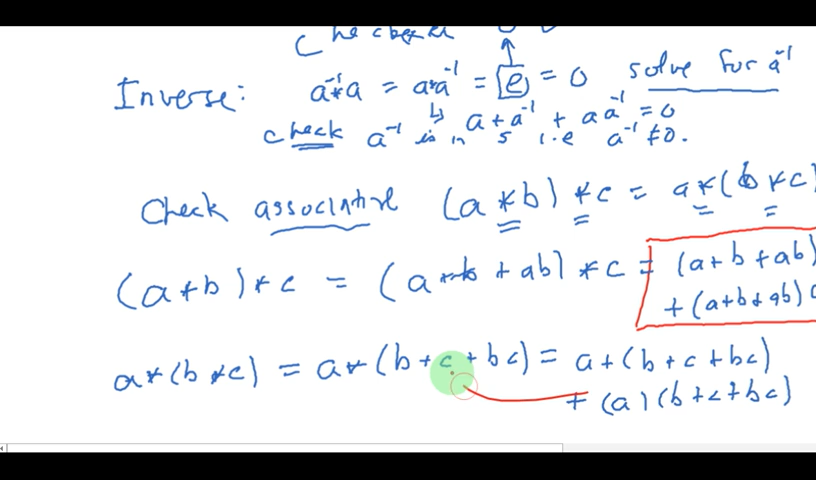 Checked
Inverse: a⁻¹*a = a*a⁻¹ = e = 0 solve for a⁻¹
↳ a + a⁻¹ + aa⁻¹ = 0
check a⁻¹ is in S i.e a⁻¹ ≠ 0.
Check associative (a * b) * c = a * (b * c)
(a * b) * c = (a + b + ab) * c = (a + b + ab)
+ (a+b+ab) c
a * (b * c) = a * (b + c + bc) = a + (b + c + bc)
+ (a) (b + c + bc)